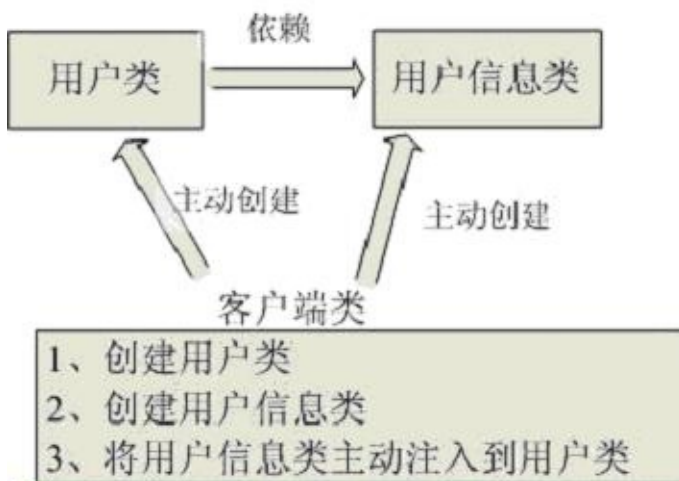 依赖
用户类
用户信息类
主动创建
主动创建
客户端类
1、创建用户类
2、创建用户信息类
3、将用户信息类主动注入到用户类